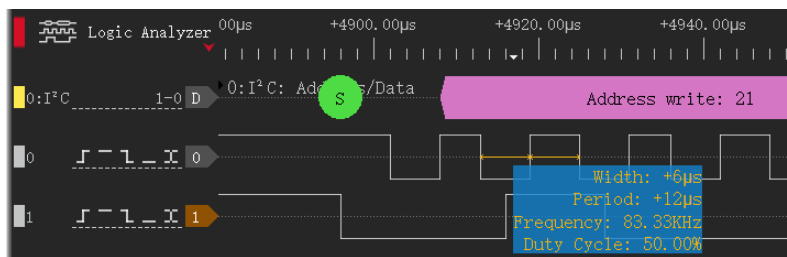 Logic Analyzer
00μs +4900.00μs +4920.00μs +4940.00μs
0:I²C 1-0 D
0:I²C: Address/Data
S
Address write: 21
0 0
1 1
Width: +6μs
Period: +12μs
Frequency: 83.33KHz
Duty Cycle: 50.00%